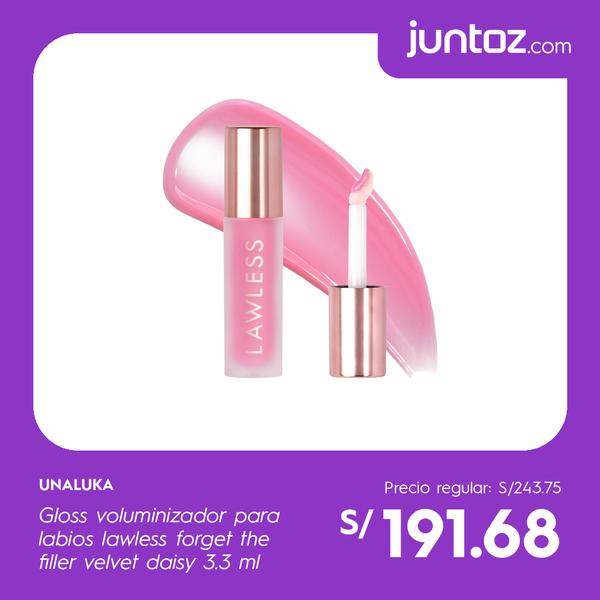 juntoz.com
LAWLESS
UNALUKA
Gloss voluminizador para
labios lawless forget the
filler velvet daisy 3.3 ml
Precio regular: S/243.75
S/191.68